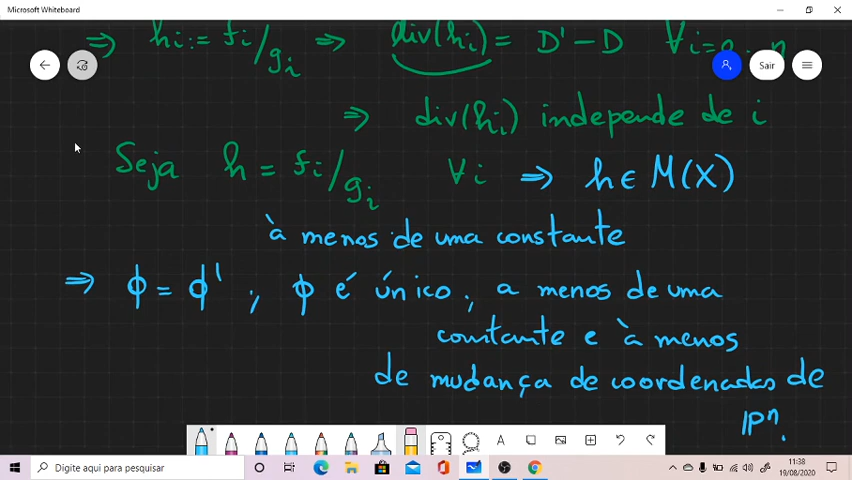 Microsoft Whiteboard
⇒ hi := fi/gi ⇒ div(hi) = D' − D ∀i=0...n
Sair
⇒ div(hi) independe de i
Seja h = fi/gi ∀i ⇒ h ∈ M(X)
à menos de uma constante
⇒ ϕ = ϕ' ; ϕ é único, a menos de uma
constante e à menos
de mudança de coordenadas de
IPⁿ.
Digite aqui para pesquisar
11:38
19/08/2020